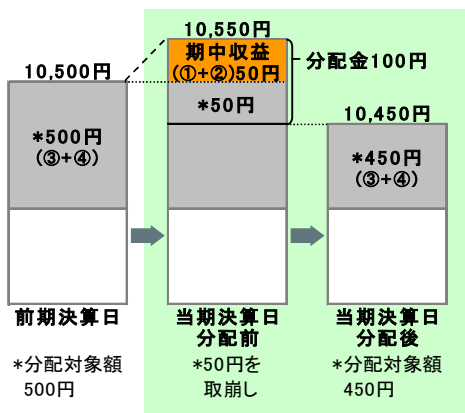 10,550円
期中収益
(①+②)50円
分配金100円
*50円
10,500円
*500円
(③+④)
10,450円
*450円
(③+④)
前期決算日
当期決算日
分配前
当期決算日
分配後
*分配対象額
500円
*50円を
取崩し
*分配対象額
450円